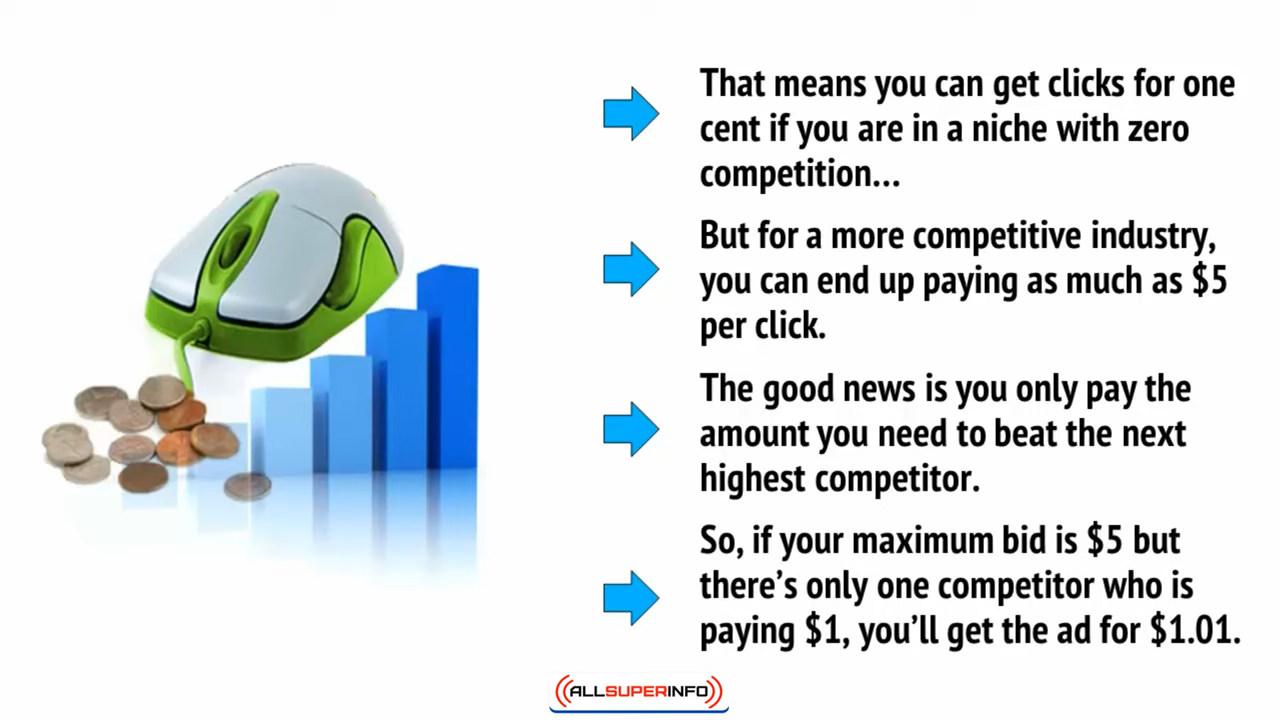 That means you can get clicks for one
cent if you are in a niche with zero
competition...
But for a more competitive industry,
you can end up paying as much as $5
per click.
The good news is you only pay the
amount you need to beat the next
highest competitor.
So, if your maximum bid is $5 but
there’s only one competitor who is
paying $1, you’ll get the ad for $1.01.
ALLSUPERINFO